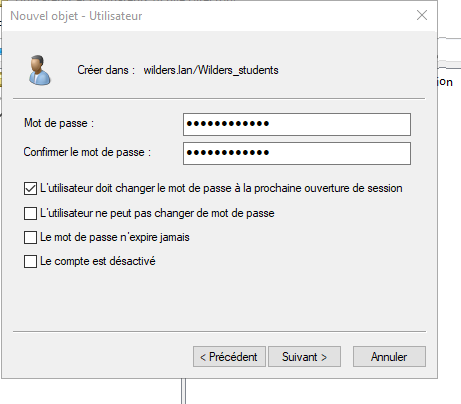 Nouvel objet - Utilisateur
Créer dans : wilders.lan/Wilders_students
Mot de passe :
Confirmer le mot de passe :
L'utilisateur doit changer le mot de passe à la prochaine ouverture de session
L'utilisateur ne peut pas changer de mot de passe
Le mot de passe n'expire jamais
Le compte est désactivé
< Précédent Suivant > Annuler